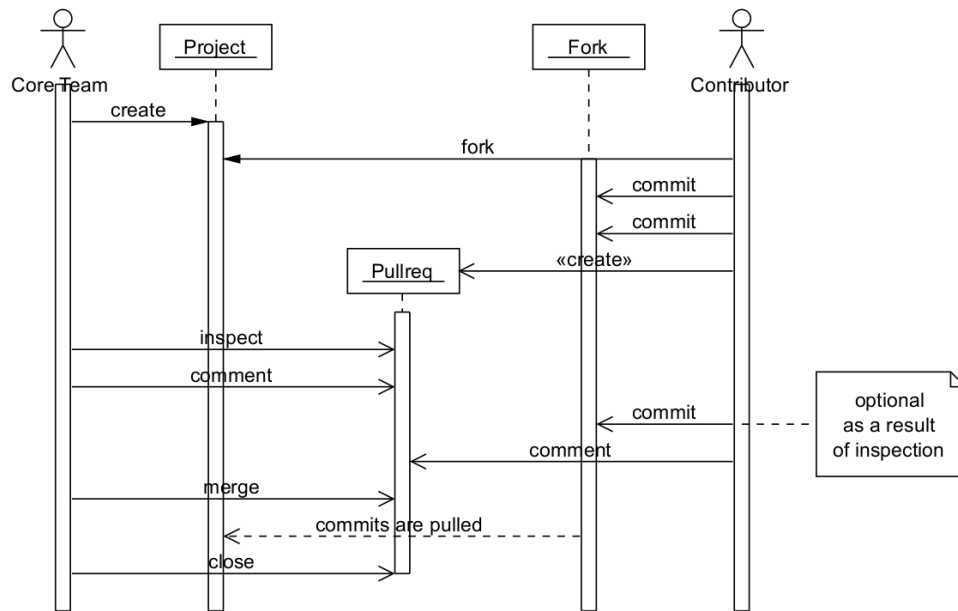 Project
Fork
Core Team
Contributor
create
fork
commit
commit
Pullreq
«create»
inspect
comment
optional
as a result
of inspection
commit
comment
merge
commits are pulled
close